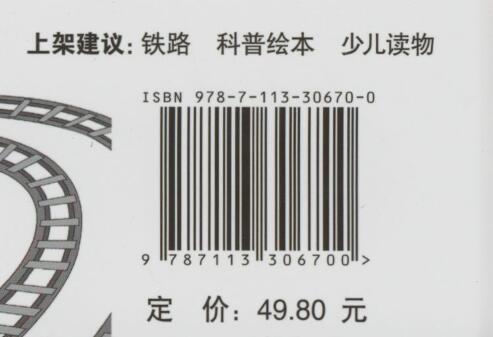 上架建议：铁路 科普绘本 少儿读物
ISBN 978-7-113-30670-0
9 787113 306700 >
定 价：49.80 元